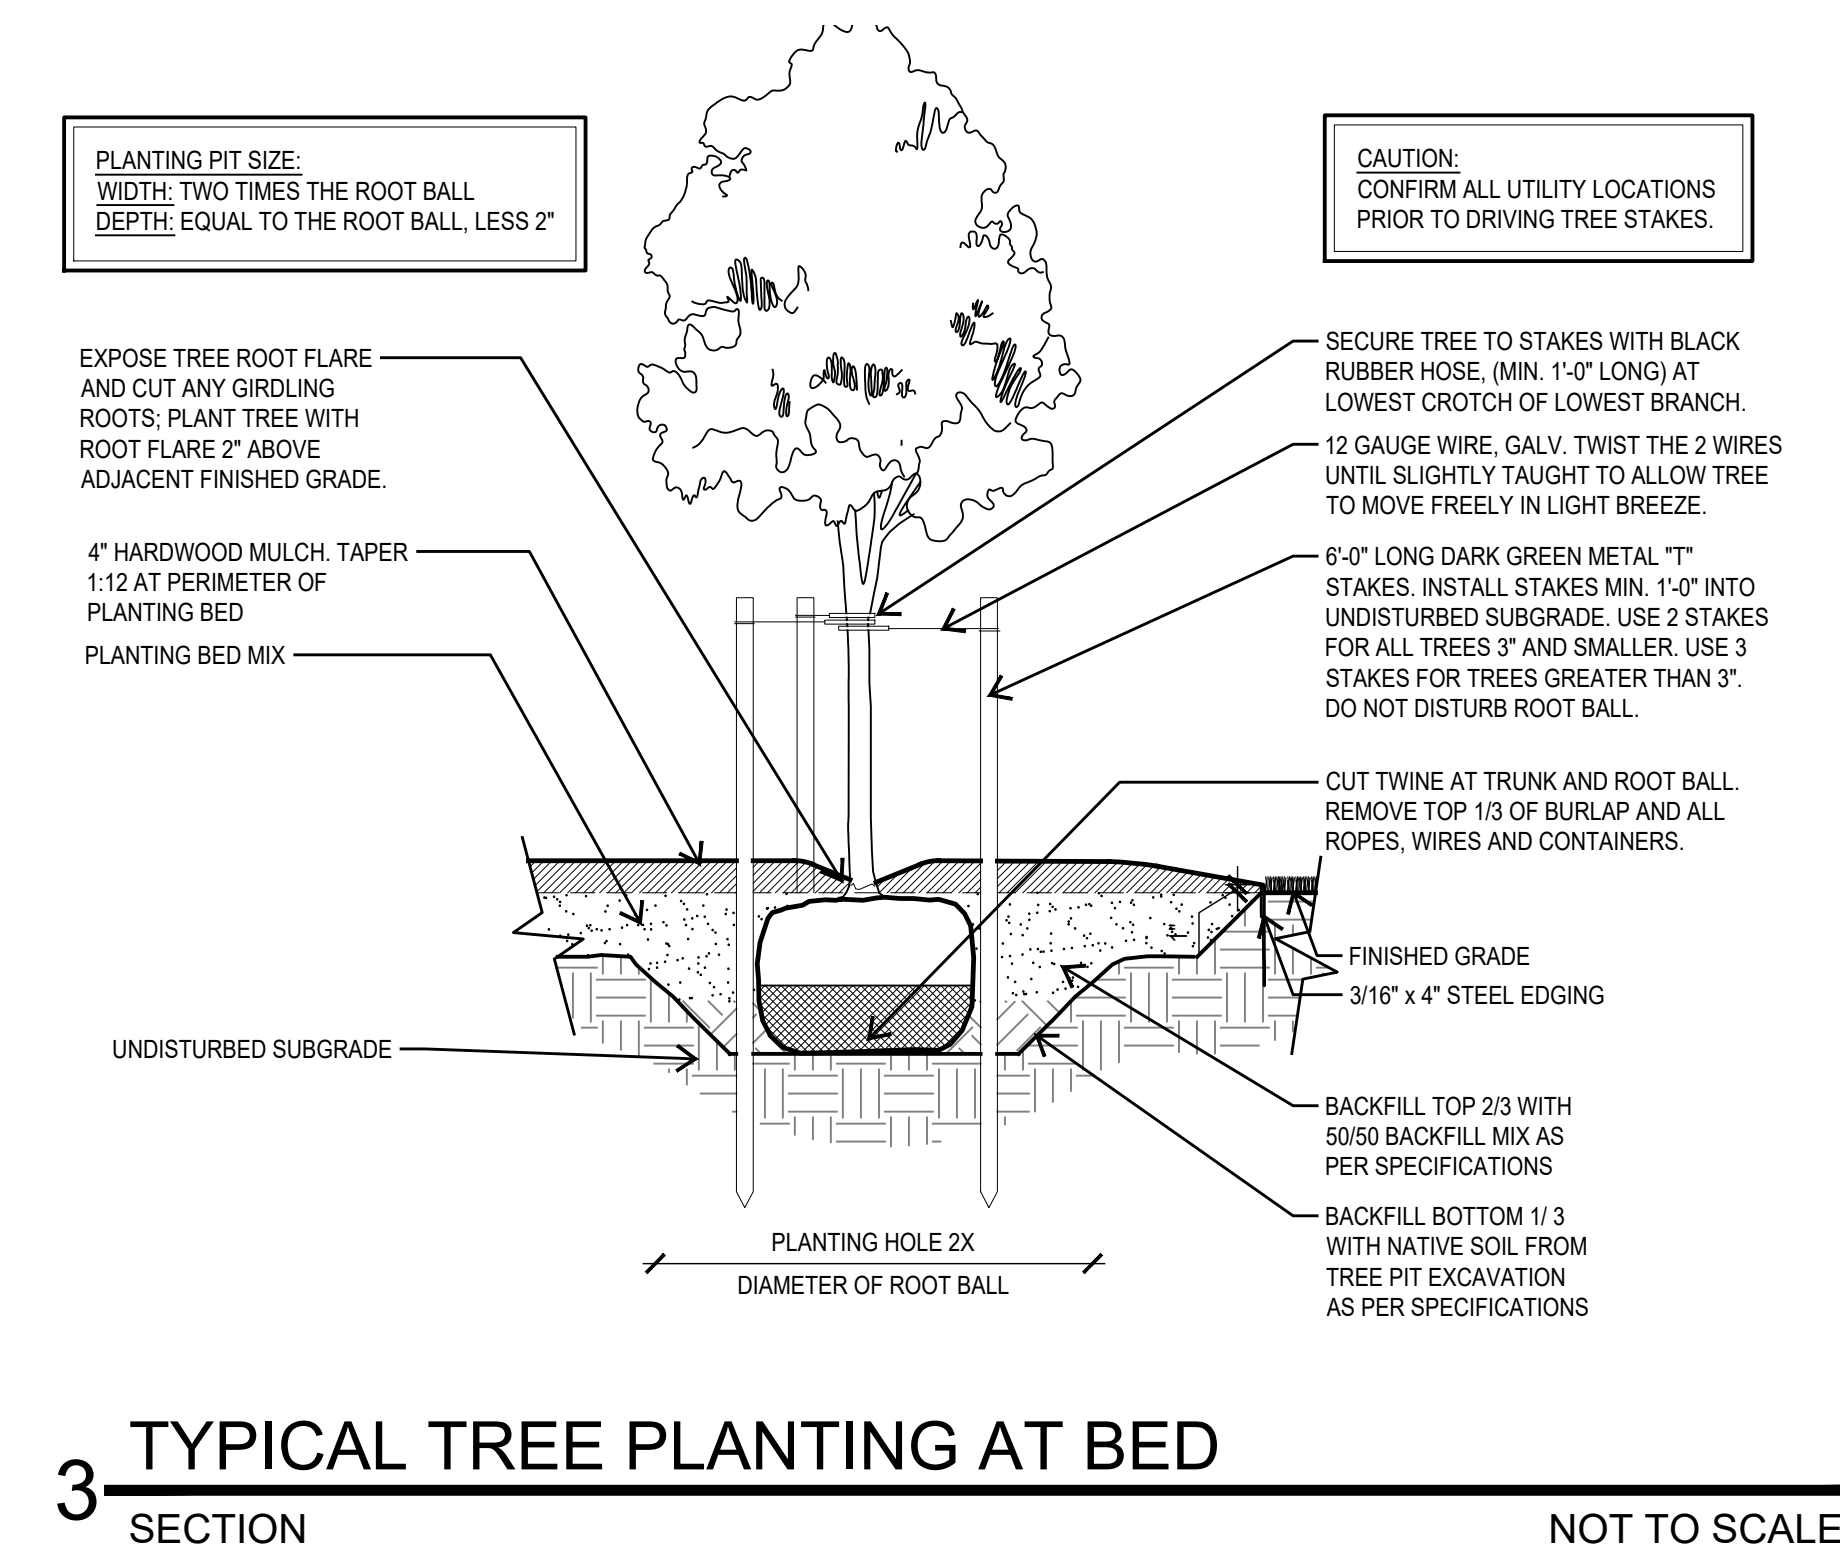 PLANTING PIT SIZE:
WIDTH: TWO TIMES THE ROOT BALL
DEPTH: EQUAL TO THE ROOT BALL, LESS 2"
CAUTION:
CONFIRM ALL UTILITY LOCATIONS
PRIOR TO DRIVING TREE STAKES.
EXPOSE TREE ROOT FLARE
AND CUT ANY GIRDLING
ROOTS; PLANT TREE WITH
ROOT FLARE 2" ABOVE
ADJACENT FINISHED GRADE.
4" HARDWOOD MULCH. TAPER
1:12 AT PERIMETER OF
PLANTING BED
PLANTING BED MIX
UNDISTURBED SUBGRADE
SECURE TREE TO STAKES WITH BLACK
RUBBER HOSE, (MIN. 1'-0" LONG) AT
LOWEST CROTCH OF LOWEST BRANCH.
12 GAUGE WIRE, GALV. TWIST THE 2 WIRES
UNTIL SLIGHTLY TAUGHT TO ALLOW TREE
TO MOVE FREELY IN LIGHT BREEZE.
6'-0" LONG DARK GREEN METAL "T"
STAKES. INSTALL STAKES MIN. 1'-0" INTO
UNDISTURBED SUBGRADE. USE 2 STAKES
FOR ALL TREES 3" AND SMALLER. USE 3
STAKES FOR TREES GREATER THAN 3".
DO NOT DISTURB ROOT BALL.
CUT TWINE AT TRUNK AND ROOT BALL.
REMOVE TOP 1/3 OF BURLAP AND ALL
ROPES, WIRES AND CONTAINERS.
FINISHED GRADE
3/16" x 4" STEEL EDGING
BACKFILL TOP 2/3 WITH
50/50 BACKFILL MIX AS
PER SPECIFICATIONS
BACKFILL BOTTOM 1/ 3
WITH NATIVE SOIL FROM
TREE PIT EXCAVATION
AS PER SPECIFICATIONS
PLANTING HOLE 2X
DIAMETER OF ROOT BALL
3
TYPICAL TREE PLANTING AT BED
SECTION
NOT TO SCALE